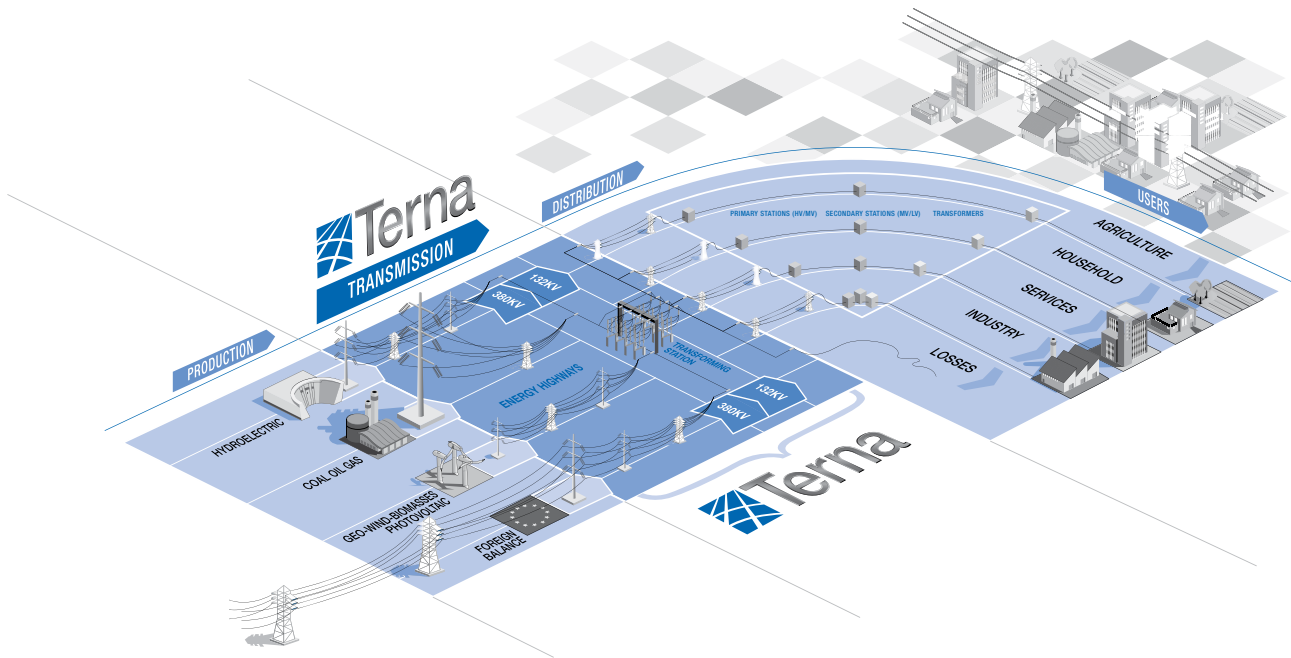 PRODUCTION
Terna
TRANSMISSION
DISTRIBUTION
USERS
HYDROELECTRIC
COAL OIL GAS
GEO-WIND-BIOMASSES
PHOTOVOLTAIC
FOREIGN
BALANCE
380KV
132KV
ENERGY HIGHWAYS
TRANSFORMING
STATION
380KV
132KV
Terna
PRIMARY STATIONS (HV/MV) SECONDARY STATIONS (MV/LV) TRANSFORMERS
AGRICULTURE
HOUSEHOLD
SERVICES
INDUSTRY
LOSSES